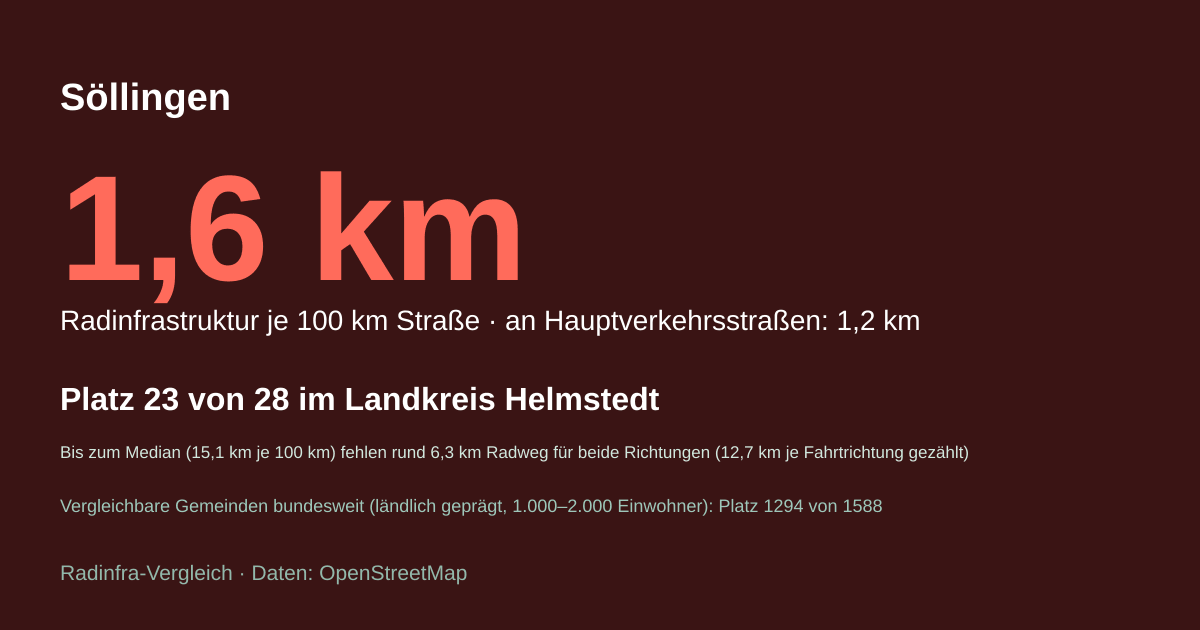 Söllingen
1,6 km
Radinfrastruktur je 100 km Straße · an Hauptverkehrsstraßen: 1,2 km
Platz 23 von 28 im Landkreis Helmstedt
Bis zum Median (15,1 km je 100 km) fehlen rund 6,3 km Radweg für beide Richtungen (12,7 km je Fahrtrichtung gezählt)
Vergleichbare Gemeinden bundesweit (ländlich geprägt, 1.000–2.000 Einwohner): Platz 1294 von 1588
Radinfra-Vergleich · Daten: OpenStreetMap